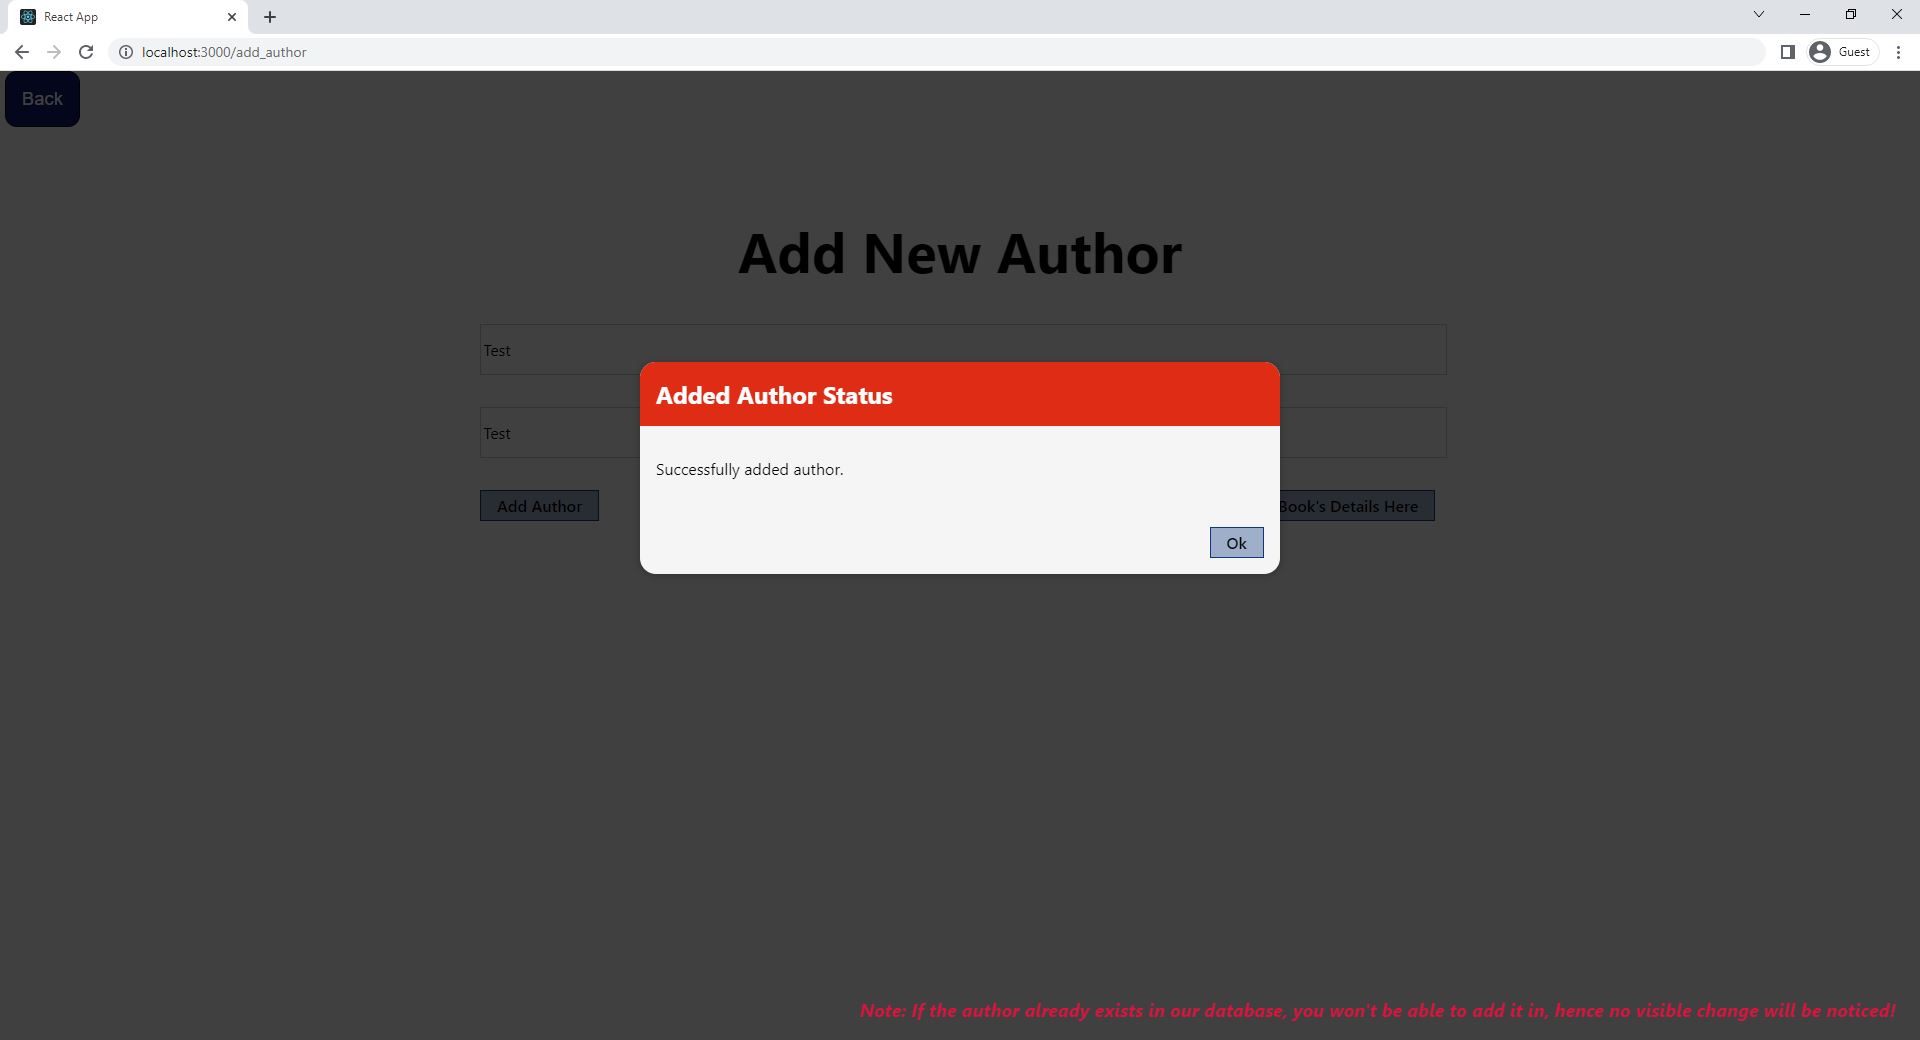 React App
localhost:3000/add_author
Guest
Back
Add New Author
Test
Added Author Status
Test
Successfully added author.
Add Author
Book's Details Here
Ok
Note: If the author already exists in our database, you won't be able to add it in, hence no visible change will be noticed!